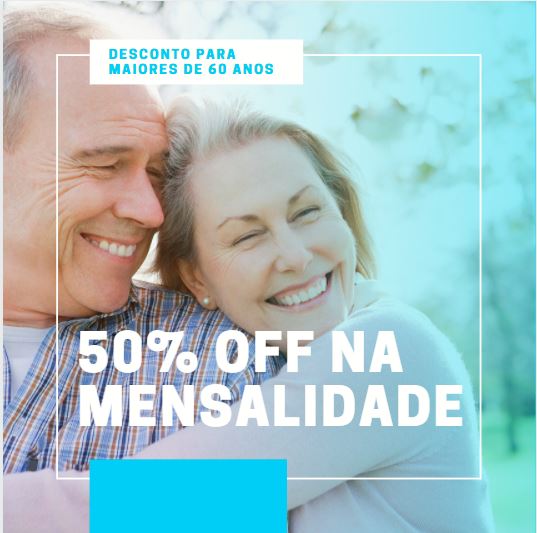 DESCONTO PARA
MAIORES DE 60 ANOS
50% OFF NA
MENSALIDADE